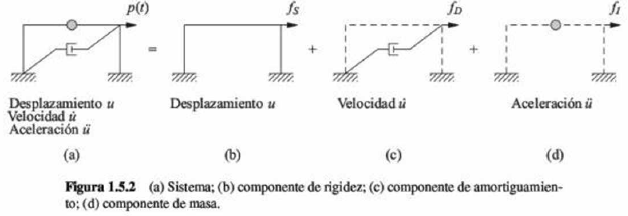 p(t)
fS
fD
fI
=
+
+
Desplazamiento u
Velocidad u̇
Aceleración ü
Desplazamiento u
Velocidad u̇
Aceleración ü
(a)
(b)
(c)
(d)
Figura 1.5.2 (a) Sistema; (b) componente de rigidez; (c) componente de amortiguamien-
to; (d) componente de masa.